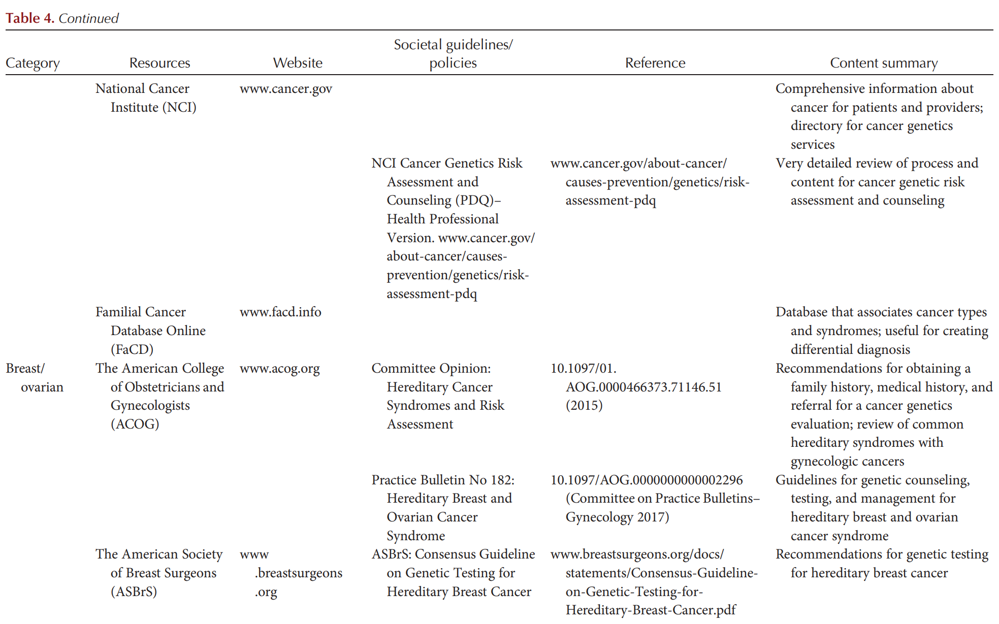 Table 4. Continued
Category
Resources
Website
Societal guidelines/
policies
Reference
Content summary
National Cancer
Institute (NCI)
www.cancer.gov
Comprehensive information about
cancer for patients and providers;
directory for cancer genetics
services
NCI Cancer Genetics Risk
Assessment and
Counseling (PDQ)–
Health Professional
Version. www.cancer.gov/
about-cancer/causes-
prevention/genetics/risk-
assessment-pdq
www.cancer.gov/about-cancer/
causes-prevention/genetics/risk-
assessment-pdq
Very detailed review of process and
content for cancer genetic risk
assessment and counseling
Familial Cancer
Database Online
(FaCD)
www.facd.info
Database that associates cancer types
and syndromes; useful for creating
differential diagnosis
Breast/
ovarian
The American College
of Obstetricians and
Gynecologists
(ACOG)
www.acog.org
Committee Opinion:
Hereditary Cancer
Syndromes and Risk
Assessment
10.1097/01.
AOG.0000466373.71146.51
(2015)
Recommendations for obtaining a
family history, medical history, and
referral for a cancer genetics
evaluation; review of common
hereditary syndromes with
gynecologic cancers
Practice Bulletin No 182:
Hereditary Breast and
Ovarian Cancer
Syndrome
10.1097/AOG.0000000000002296
(Committee on Practice Bulletins–
Gynecology 2017)
Guidelines for genetic counseling,
testing, and management for
hereditary breast and ovarian
cancer syndrome
The American Society
of Breast Surgeons
(ASBrS)
www
.breastsurgeons
.org
ASBrS: Consensus Guideline
on Genetic Testing for
Hereditary Breast Cancer
www.breastsurgeons.org/docs/
statements/Consensus-Guideline-
on-Genetic-Testing-for-
Hereditary-Breast-Cancer.pdf
Recommendations for genetic testing
for hereditary breast cancer